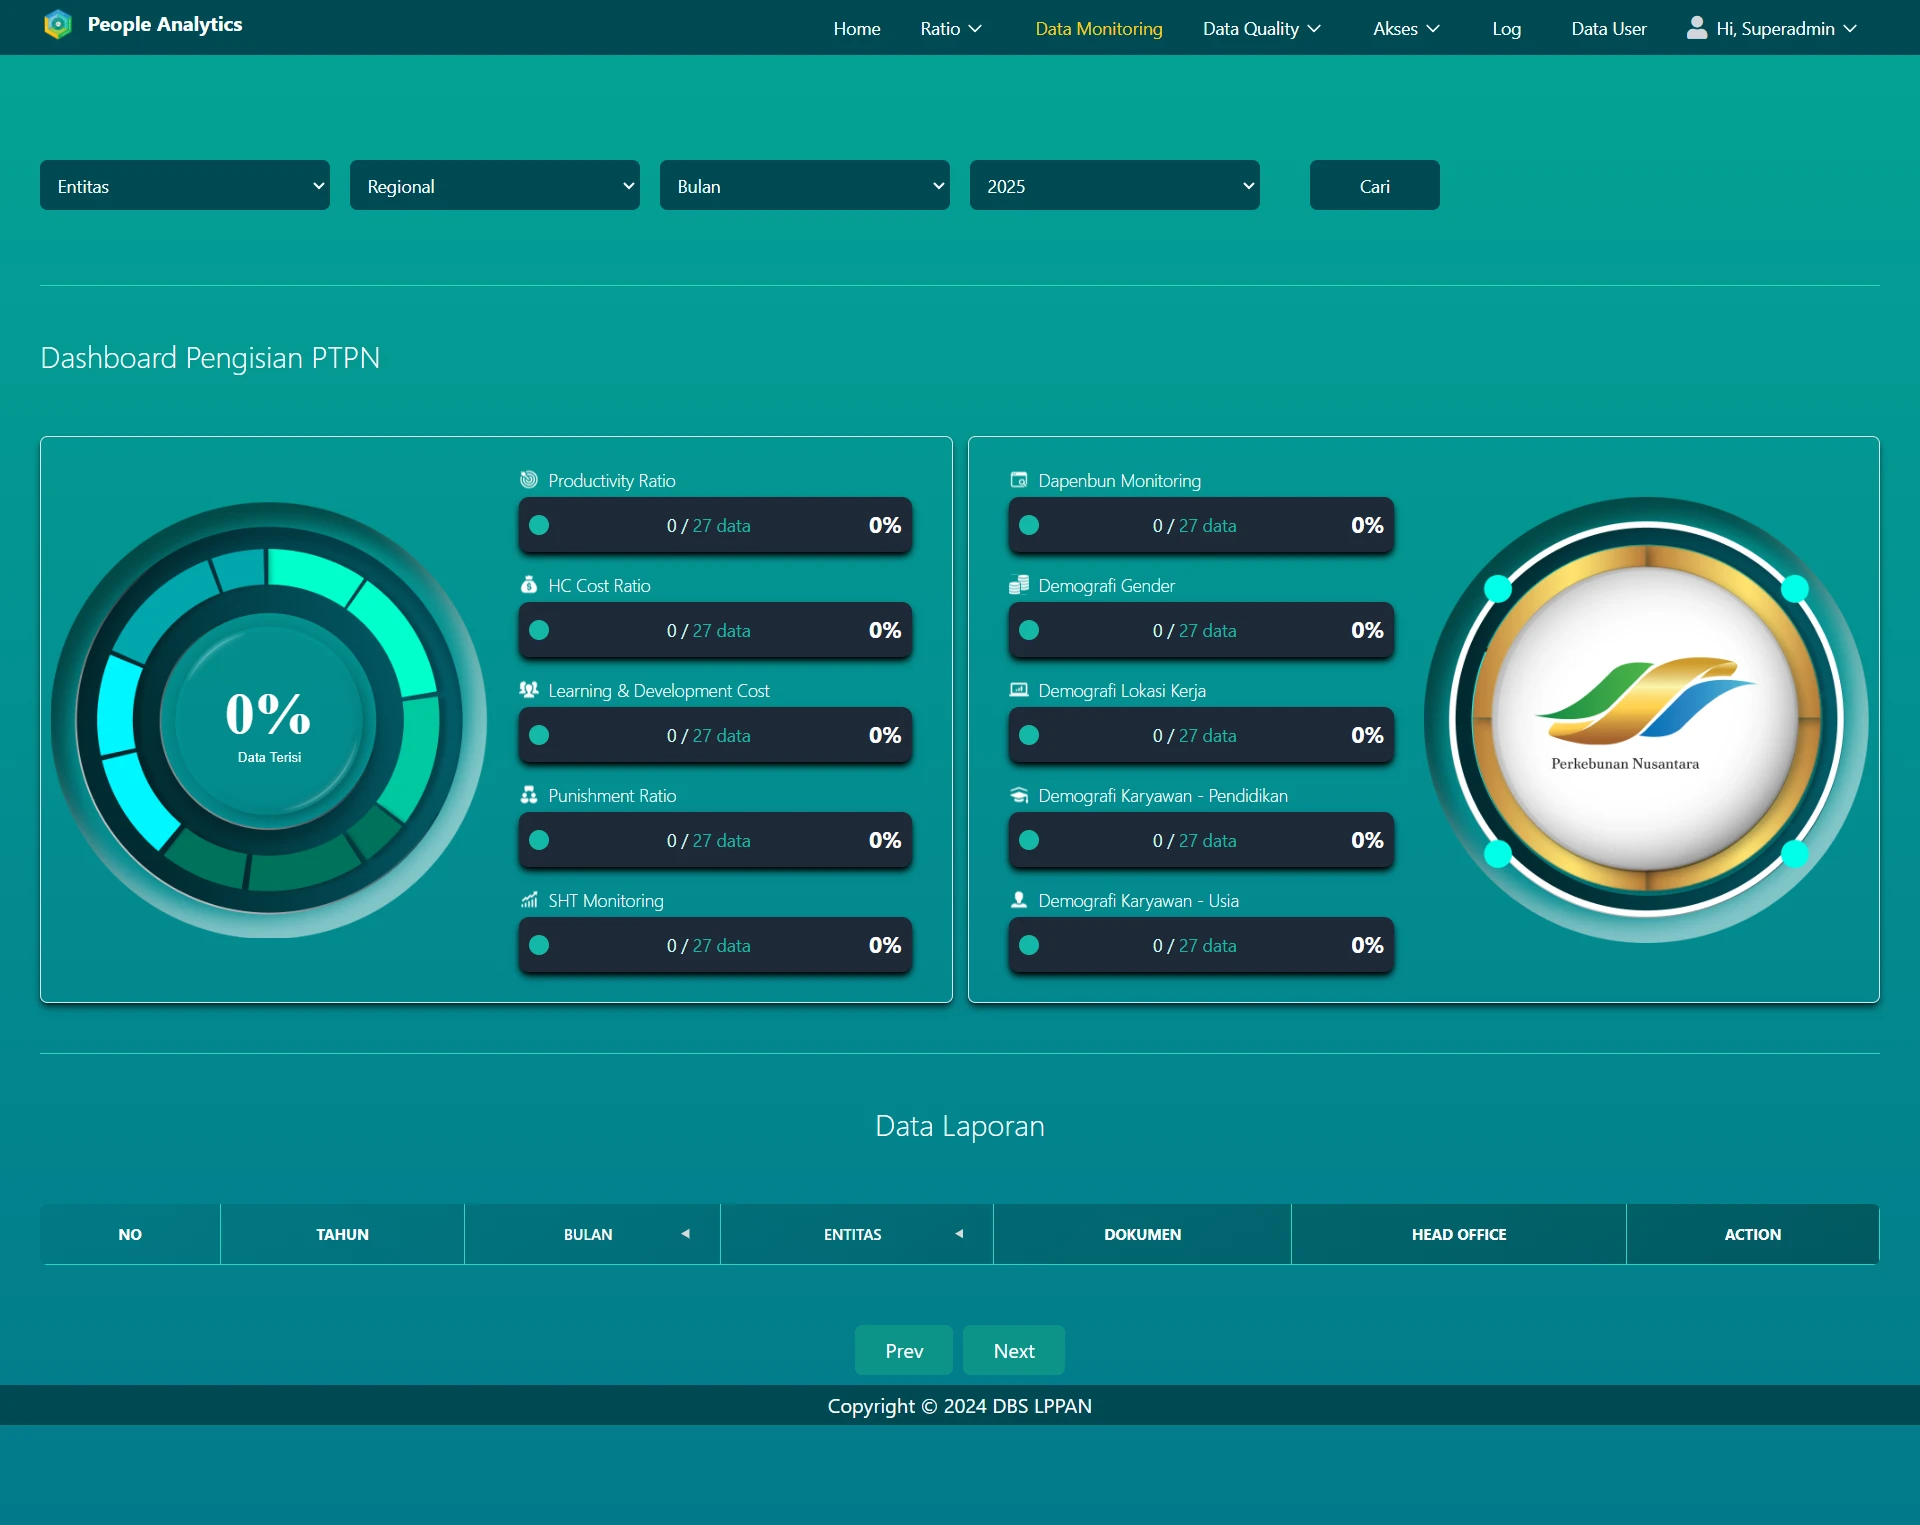 People Analytics
Home Ratio Data Monitoring Data Quality Akses Log Data User Hi, Superadmin
Entitas Regional Bulan 2025 Cari
Dashboard Pengisian PTPN
0%
Data Terisi
Productivity Ratio
0 / 27 data 0%
HC Cost Ratio
0 / 27 data 0%
Learning & Development Cost
0 / 27 data 0%
Punishment Ratio
0 / 27 data 0%
SHT Monitoring
0 / 27 data 0%
Dapenbun Monitoring
0 / 27 data 0%
Demografi Gender
0 / 27 data 0%
Demografi Lokasi Kerja
0 / 27 data 0%
Demografi Karyawan - Pendidikan
0 / 27 data 0%
Demografi Karyawan - Usia
0 / 27 data 0%
Perkebunan Nusantara
Data Laporan
NO TAHUN BULAN ENTITAS DOKUMEN HEAD OFFICE ACTION
Prev Next
Copyright © 2024 DBS LPPAN